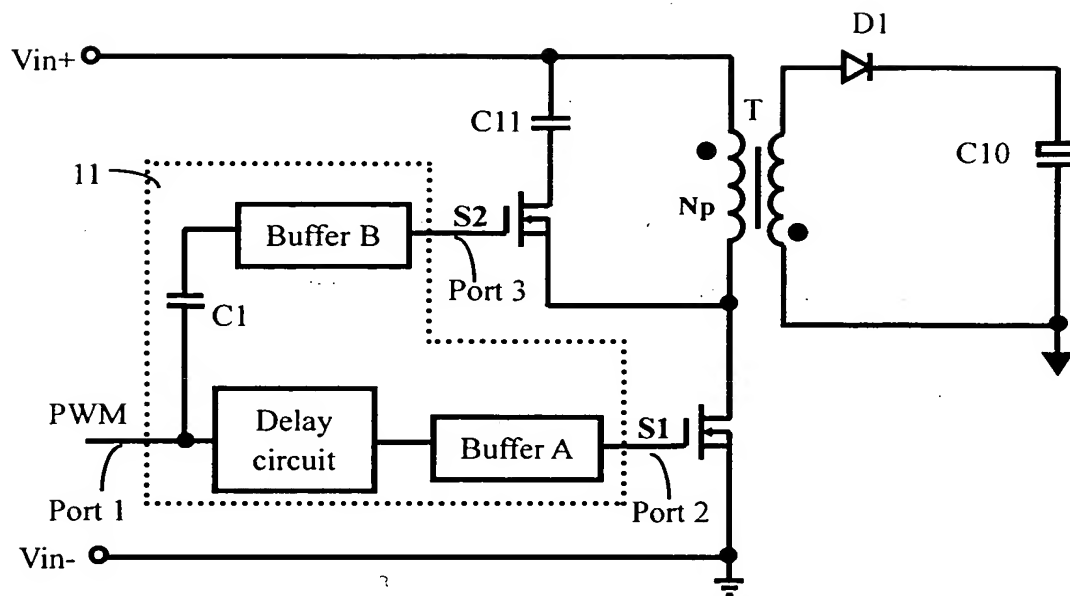 D1
Vin+
T
C11
C10
11
Np
S2
Buffer B
Port 3
C1
PWM
Delay
circuit
S1
Buffer A
Port 1
Port 2
Vin-